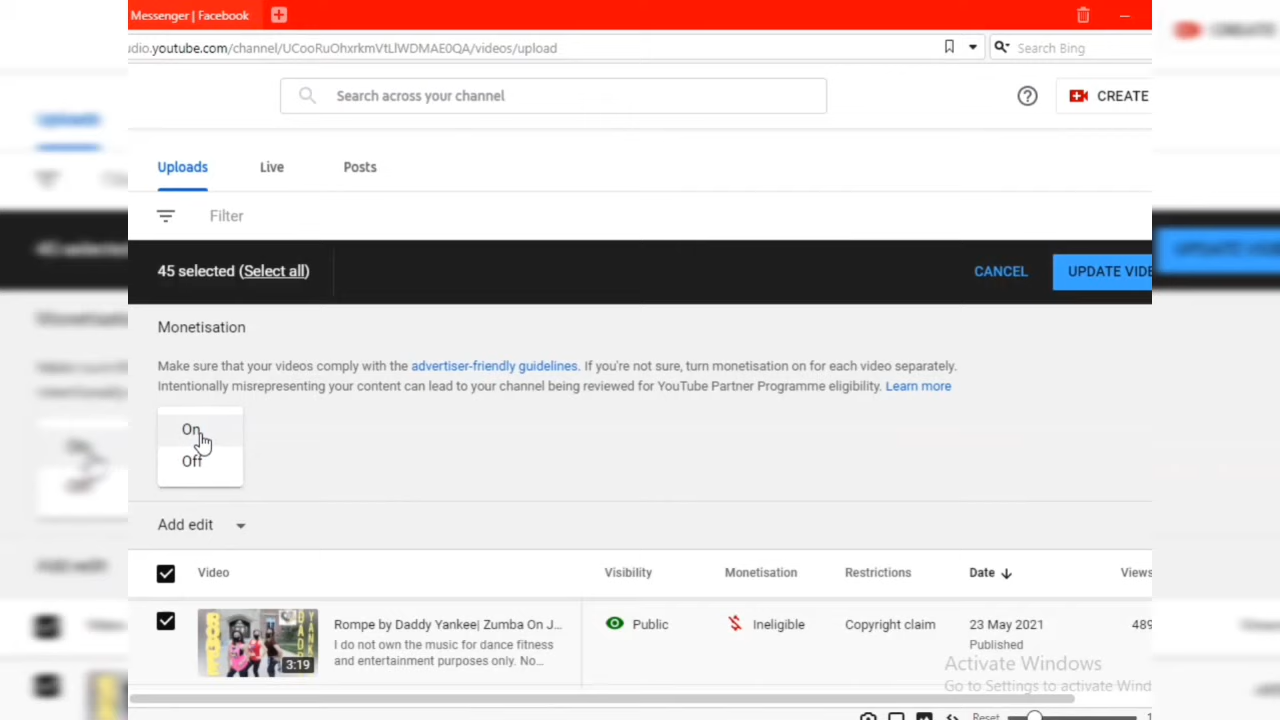 Messenger | Facebook
dio.youtube.com/channel/UCooRuOhxrkmVtLlWDMAE0QA/videos/upload
Search Bing
Search across your channel
CREATE
Uploads Live Posts
Filter
45 selected (Select all)
CANCEL
UPDATE VIDE
Monetisation
Make sure that your videos comply with the advertiser-friendly guidelines. If you're not sure, turn monetisation on for each video separately.
Intentionally misrepresenting your content can lead to your channel being reviewed for YouTube Partner Programme eligibility. Learn more
On
Off
Add edit
Video Visibility Monetisation Restrictions Date Views
Rompe by Daddy Yankee| Zumba On J...
I do not own the music for dance fitness
and entertainment purposes only. No...
3:19
Public
Ineligible
Copyright claim
23 May 2021
Published
489
Activate Windows
Go to Settings to activate Wind
Reset